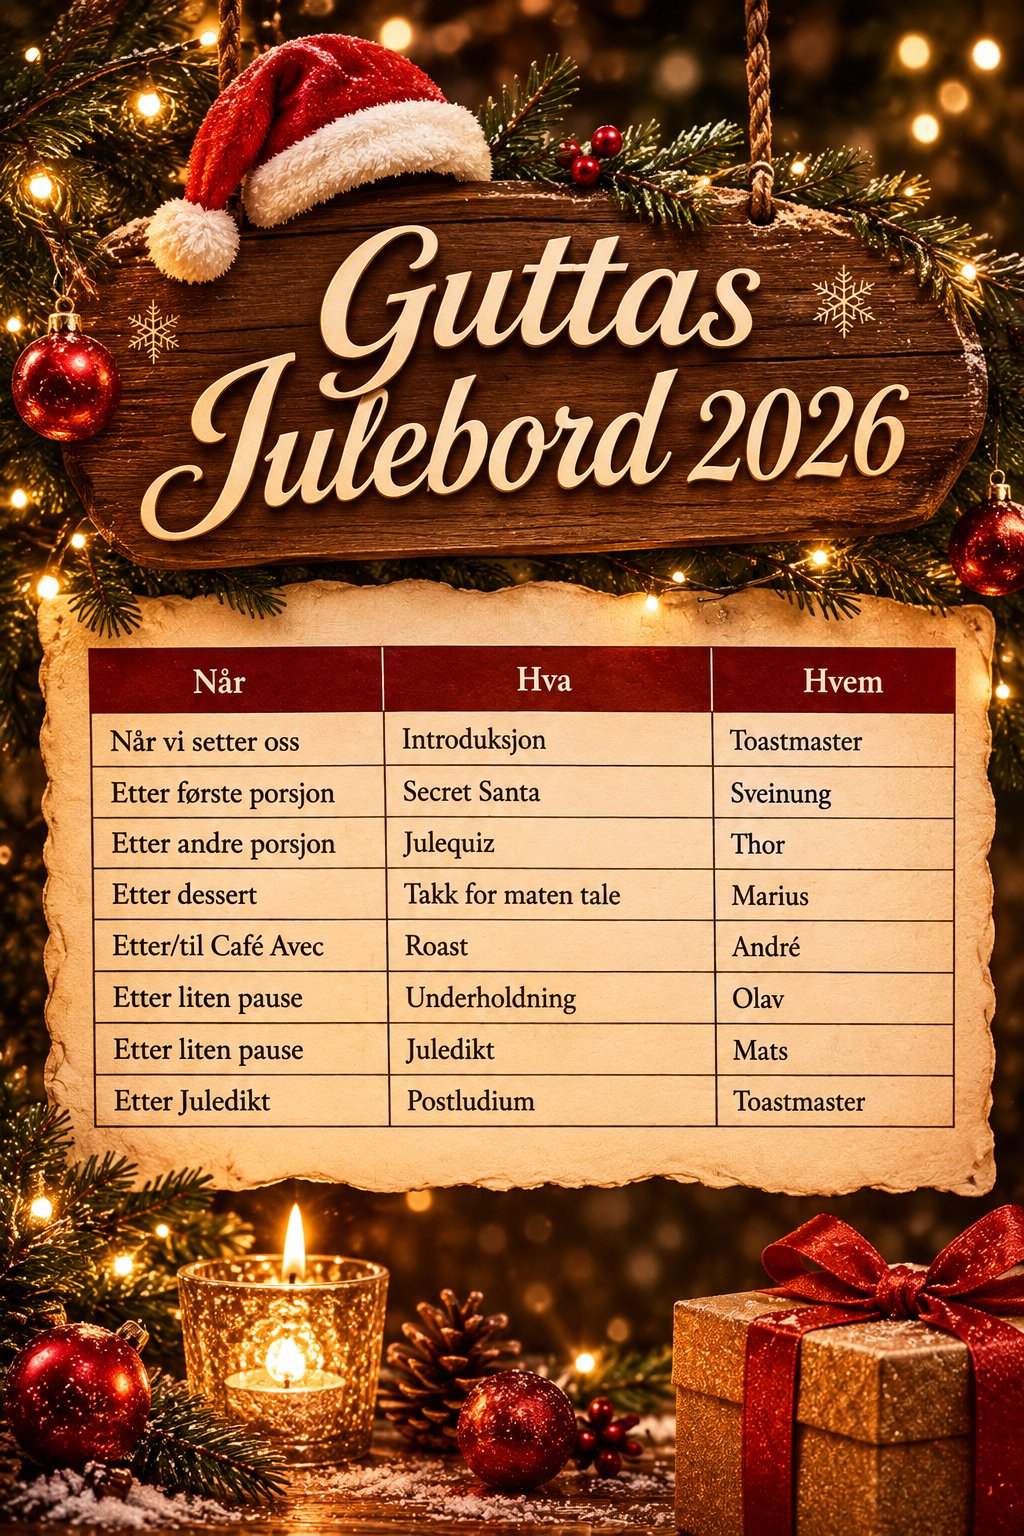 Guttas
Julebord 2026
Når Hva Hvem
Når vi setter oss Introduksjon Toastmaster
Etter første porsjon Secret Santa Sveinung
Etter andre porsjon Julequiz Thor
Etter dessert Takk for maten tale Marius
Etter/til Café Avec Roast André
Etter liten pause Underholdning Olav
Etter liten pause Juledikt Mats
Etter Juledikt Postludium Toastmaster